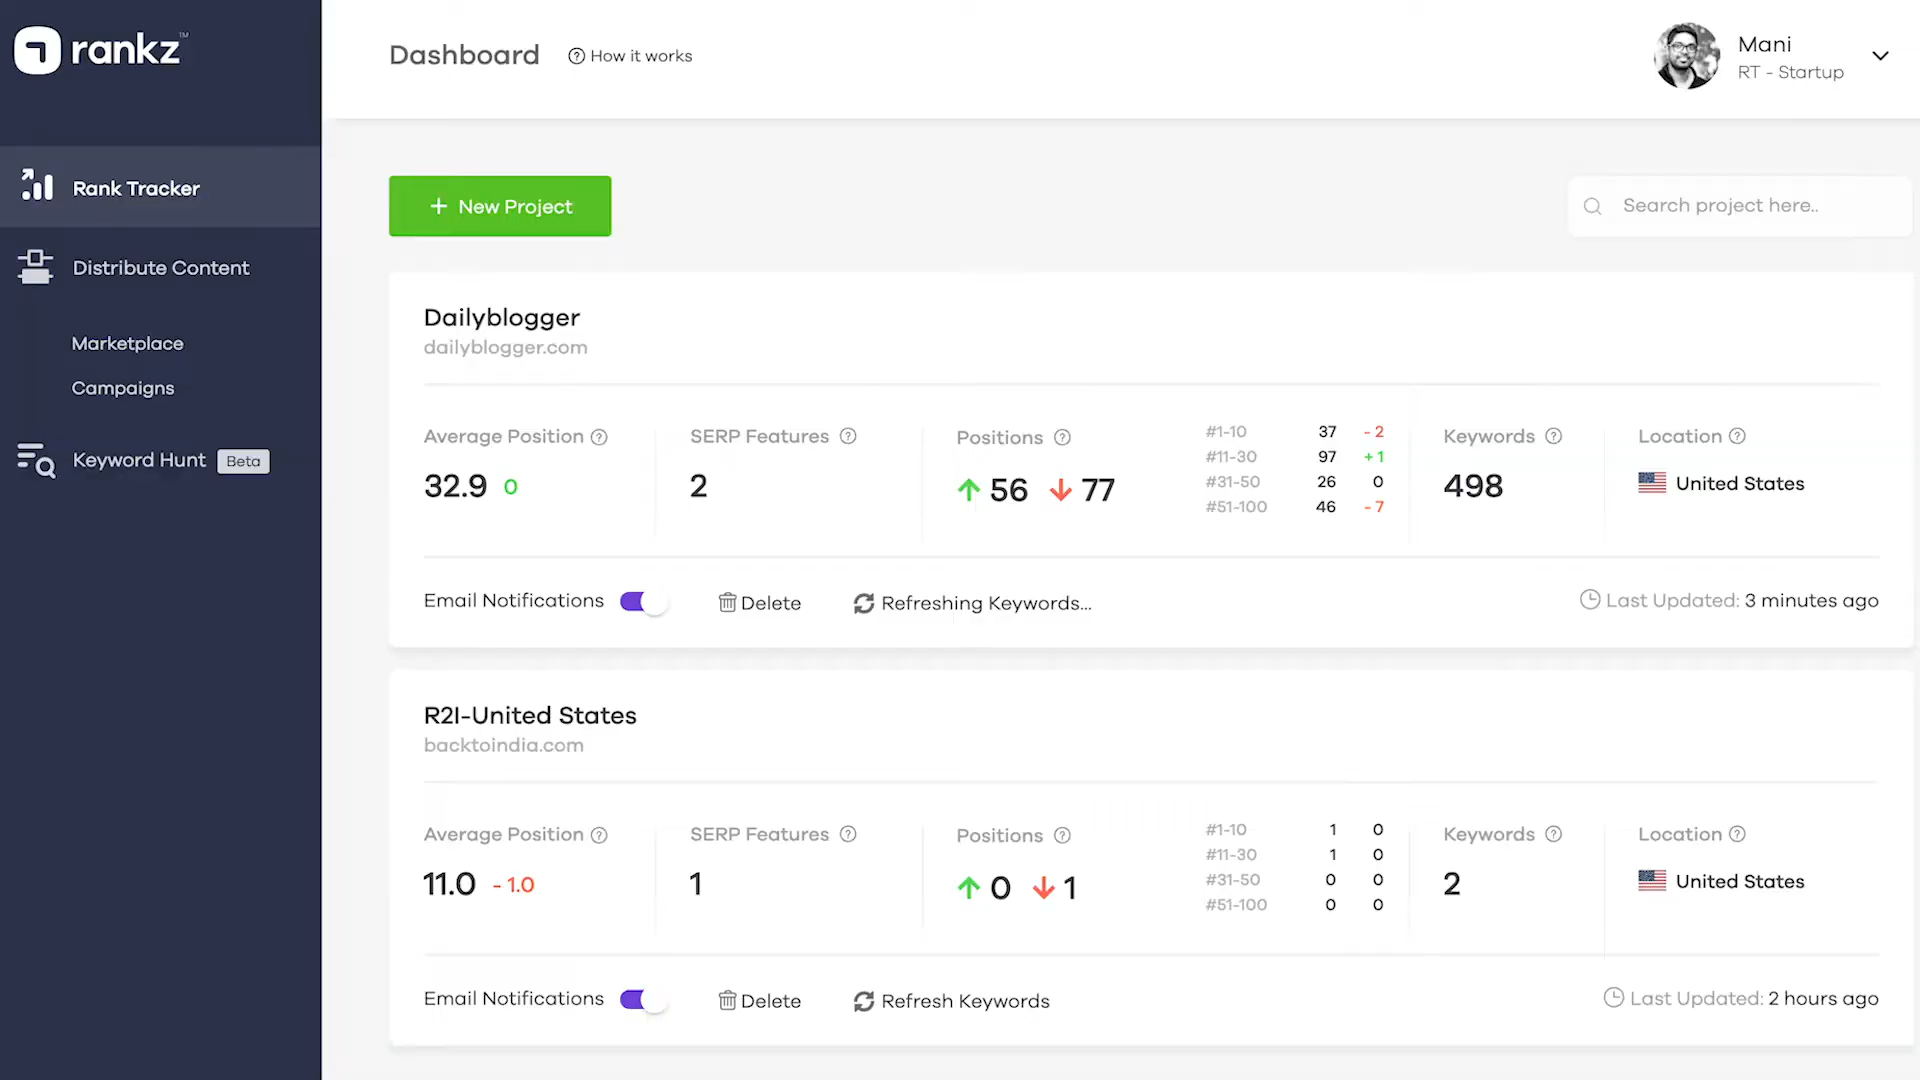 rankz™
Dashboard
How it works
Mani
RT - Startup
Rank Tracker
Distribute Content
Marketplace
Campaigns
Keyword Hunt Beta
+ New Project
Search project here..
Dailyblogger
dailyblogger.com
Average Position
32.9 0
SERP Features
2
Positions
56 77
#1-10 37 - 2
#11-30 97 + 1
#31-50 26 0
#51-100 46 - 7
Keywords
498
Location
United States
Email Notifications
Delete
Refreshing Keywords...
Last Updated: 3 minutes ago
R2I-United States
backtoindia.com
Average Position
11.0 - 1.0
SERP Features
1
Positions
0 1
#1-10 1 0
#11-30 1 0
#31-50 0 0
#51-100 0 0
Keywords
2
Location
United States
Email Notifications
Delete
Refresh Keywords
Last Updated: 2 hours ago